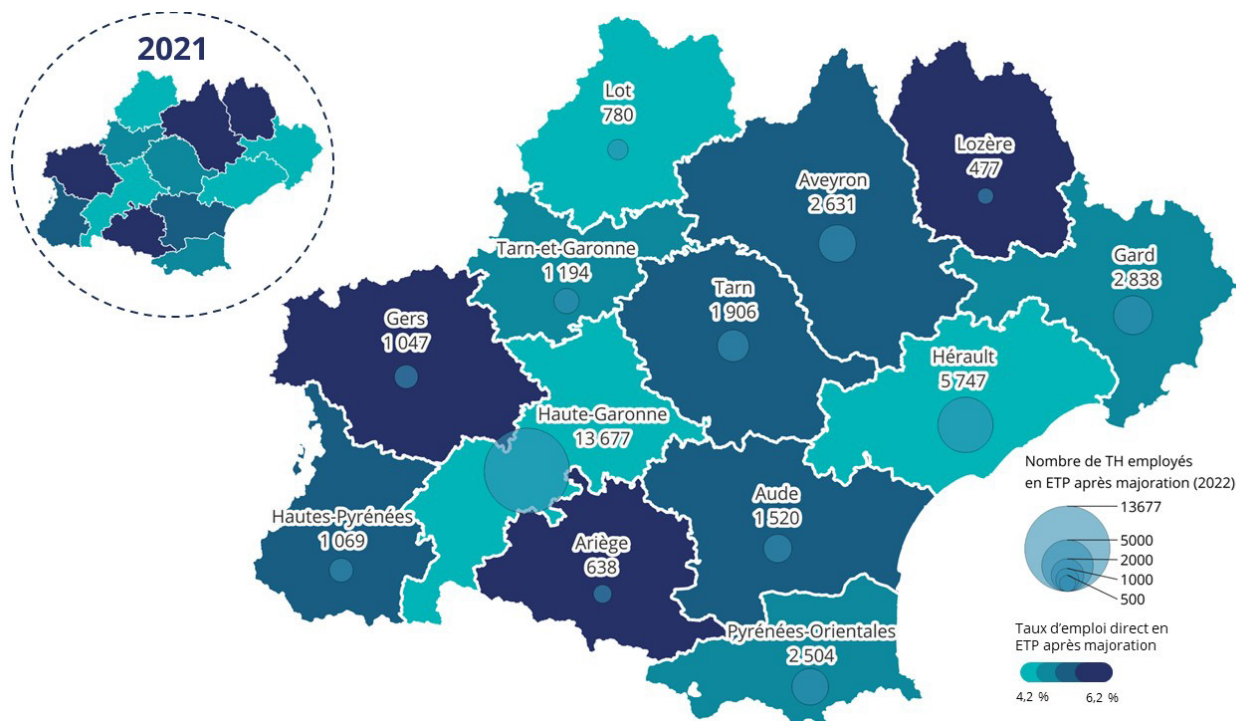 2021
Lot
780
Lozère
477
Aveyron
2 631
Tarn-et-Garonne
1 194
Gard
2 838
Tarn
1 906
Gers
1 047
Hérault
5 747
Haute-Garonne
13 677
Nombre de TH employés
en ETP après majoration (2022)
13677
5000
2000
1000
500
Aude
1 520
Hautes-Pyrénées
1 069
Ariège
638
Pyrénées-Orientales
2 504
Taux d'emploi direct en
ETP après majoration
4,2 %
6,2 %